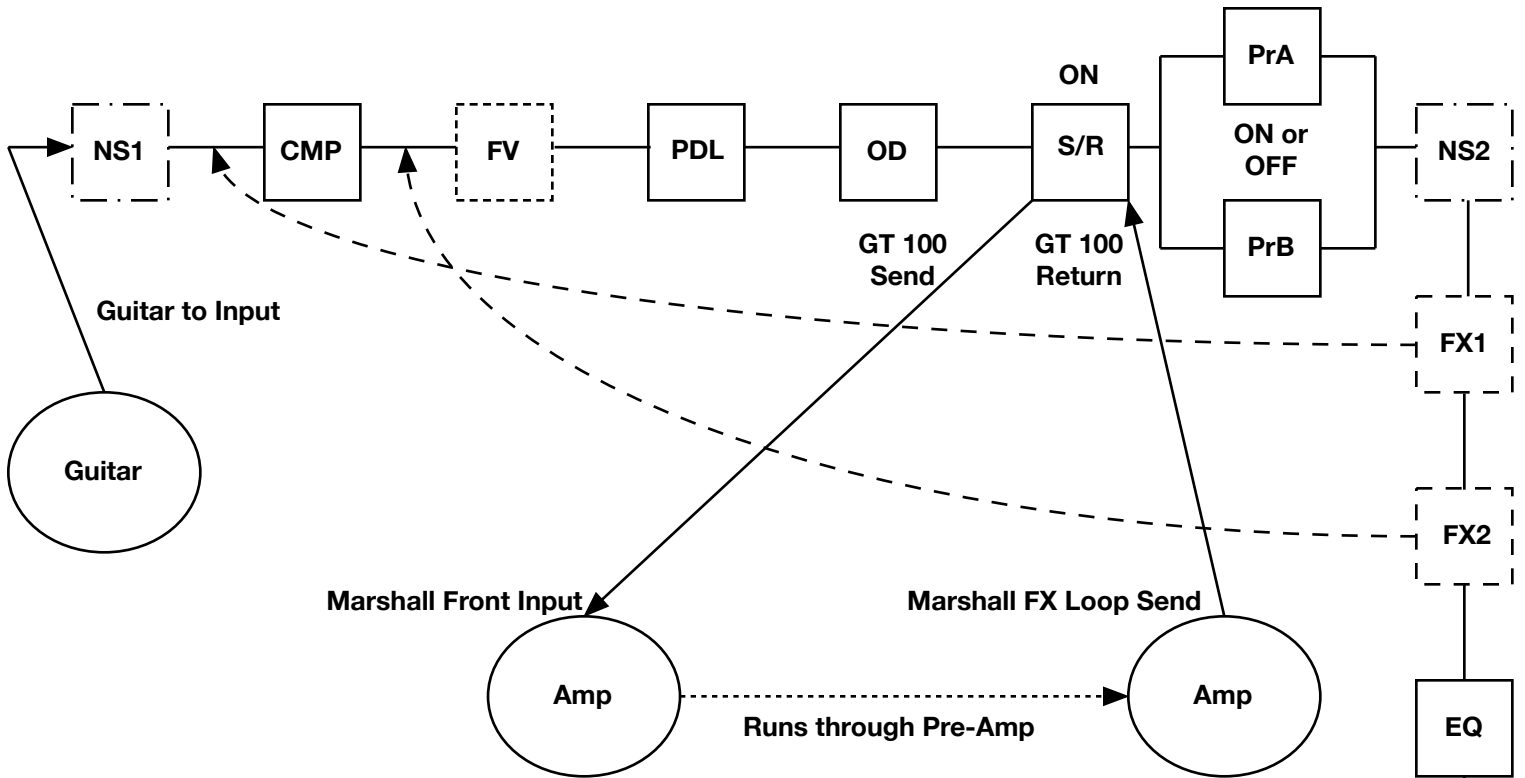 PrA
ON
NS1
CMP
FV
PDL
OD
S/R
ON or
OFF
NS2
PrB
GT 100
Send
GT 100
Return
Guitar to Input
FX1
Guitar
FX2
Marshall Front Input
Marshall FX Loop Send
Amp
Amp
Runs through Pre-Amp
EQ